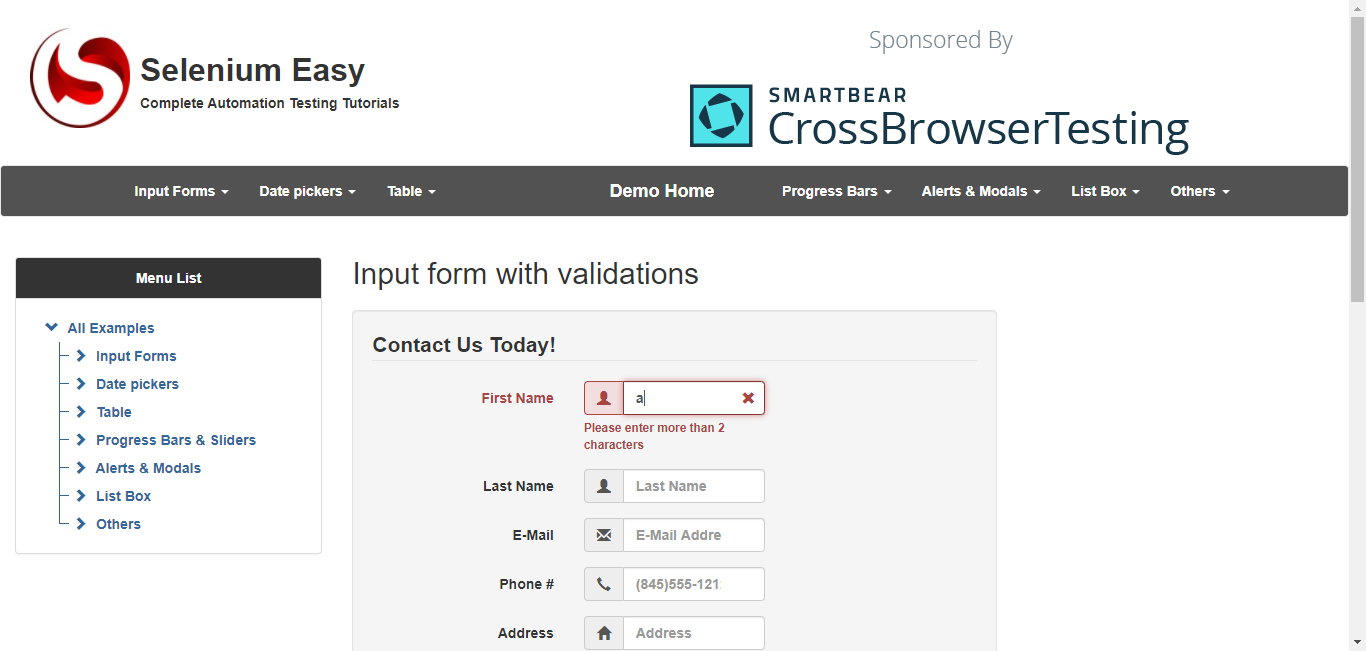 Selenium Easy
Complete Automation Testing Tutorials
Sponsored By
SMARTBEAR
CrossBrowserTesting
Input Forms
Date pickers
Table
Demo Home
Progress Bars
Alerts & Modals
List Box
Others
Menu List
All Examples
Input Forms
Date pickers
Table
Progress Bars & Sliders
Alerts & Modals
List Box
Others
Input form with validations
Contact Us Today!
First Name
a
Please enter more than 2
characters
Last Name
Last Name
E-Mail
E-Mail Addre
Phone #
(845)555-121
Address
Address